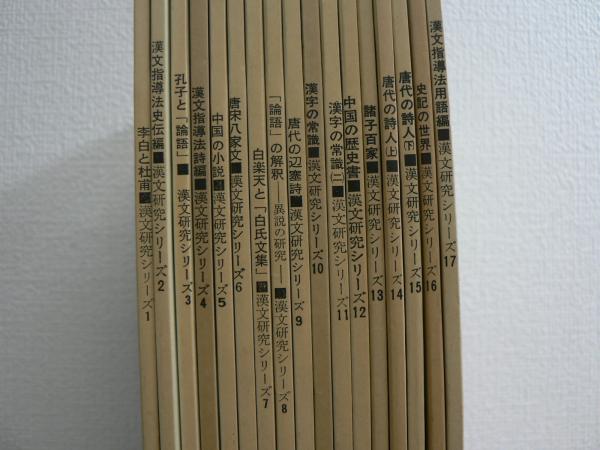 李白と杜甫 漢文研究シリーズ1
漢文指導法史伝編 漢文研究シリーズ2
孔子と「論語」 漢文研究シリーズ3
漢文指導法詩編 漢文研究シリーズ4
中国の小説 漢文研究シリーズ5
唐宋八家文 漢文研究シリーズ6
白楽天と「白氏文集」 漢文研究シリーズ7
「論語」の解釈―異説の研究― 漢文研究シリーズ8
唐代の辺塞詩 漢文研究シリーズ9
漢字の常識 漢文研究シリーズ10
漢字の常識(二) 漢文研究シリーズ11
中国の歴史書 漢文研究シリーズ12
諸子百家 漢文研究シリーズ13
唐代の詩人(上) 漢文研究シリーズ14
唐代の詩人(下) 漢文研究シリーズ15
史記の世界 漢文研究シリーズ16
漢文指導法用語編 漢文研究シリーズ17